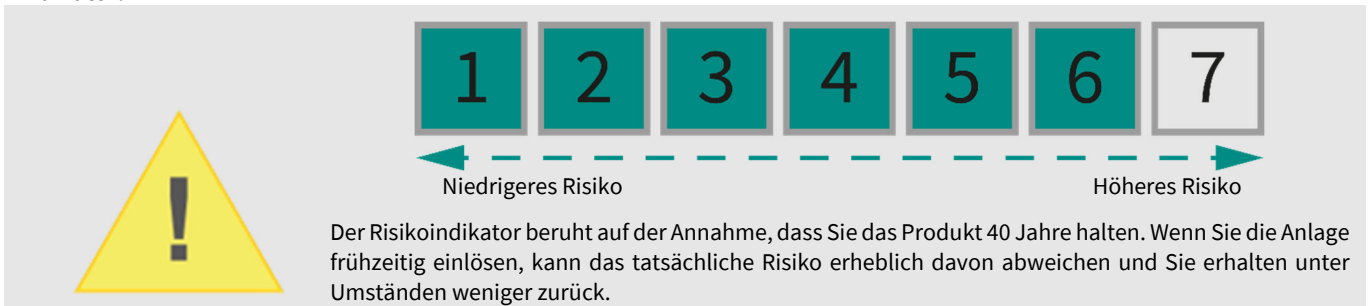 1 2 3 4 5 6 7
Niedrigeres Risiko Höheres Risiko
!
Der Risikoindikator beruht auf der Annahme, dass Sie das Produkt 40 Jahre halten. Wenn Sie die Anlage
frühzeitig einlösen, kann das tatsächliche Risiko erheblich davon abweichen und Sie erhalten unter
Umständen weniger zurück.